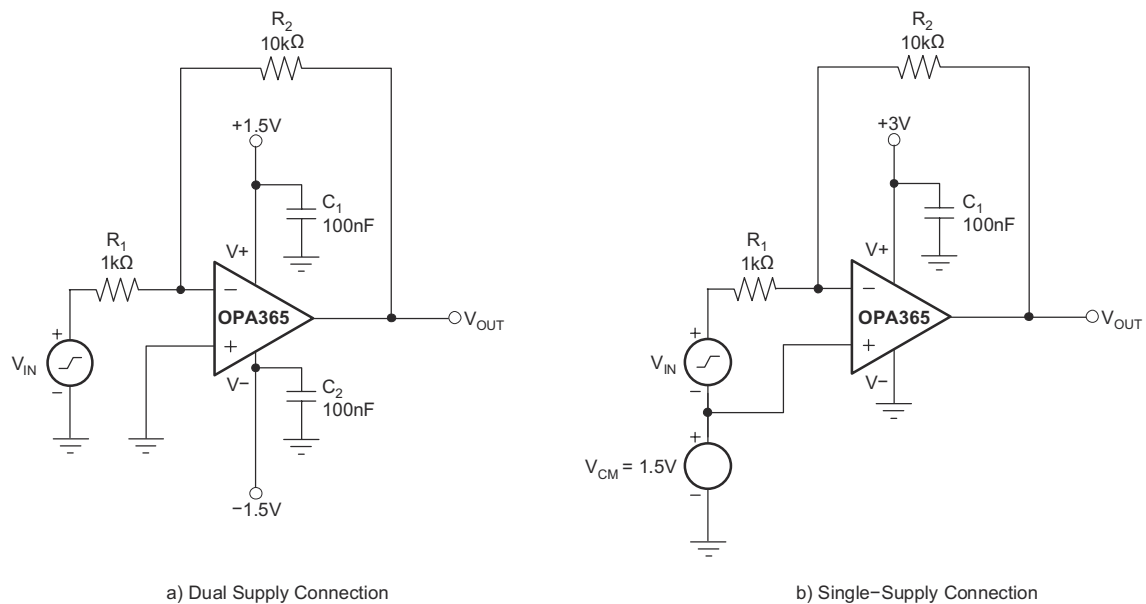 R2
10kΩ
+1.5V
C1
100nF
R1
1kΩ
V+
−
OPA365
+
VOUT
+
VIN
−
V−
C2
100nF
−1.5V
a) Dual Supply Connection
R2
10kΩ
+3V
C1
100nF
R1
1kΩ
V+
−
OPA365
+
VOUT
+
VIN
−
V−
+
VCM = 1.5V
−
b) Single−Supply Connection